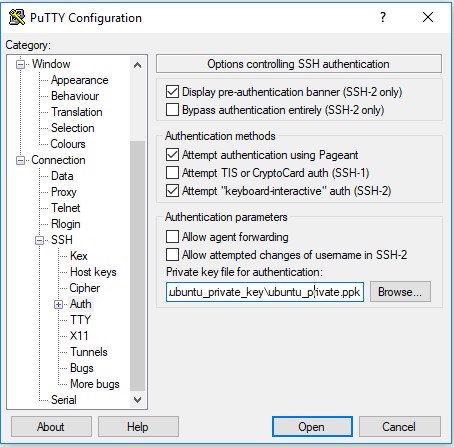 PuTTY Configuration
Category:
Window
Appearance
Behaviour
Translation
Selection
Colours
Connection
Data
Proxy
Telnet
Rlogin
SSH
Kex
Host keys
Cipher
Auth
TTY
X11
Tunnels
Bugs
More bugs
Serial
Options controlling SSH authentication
Display pre-authentication banner (SSH-2 only)
Bypass authentication entirely (SSH-2 only)
Authentication methods
Attempt authentication using Pageant
Attempt TIS or CryptoCard auth (SSH-1)
Attempt "keyboard-interactive" auth (SSH-2)
Authentication parameters
Allow agent forwarding
Allow attempted changes of username in SSH-2
Private key file for authentication:
ubuntu_private_key\ubuntu_private.ppk Browse...
About Help Open Cancel